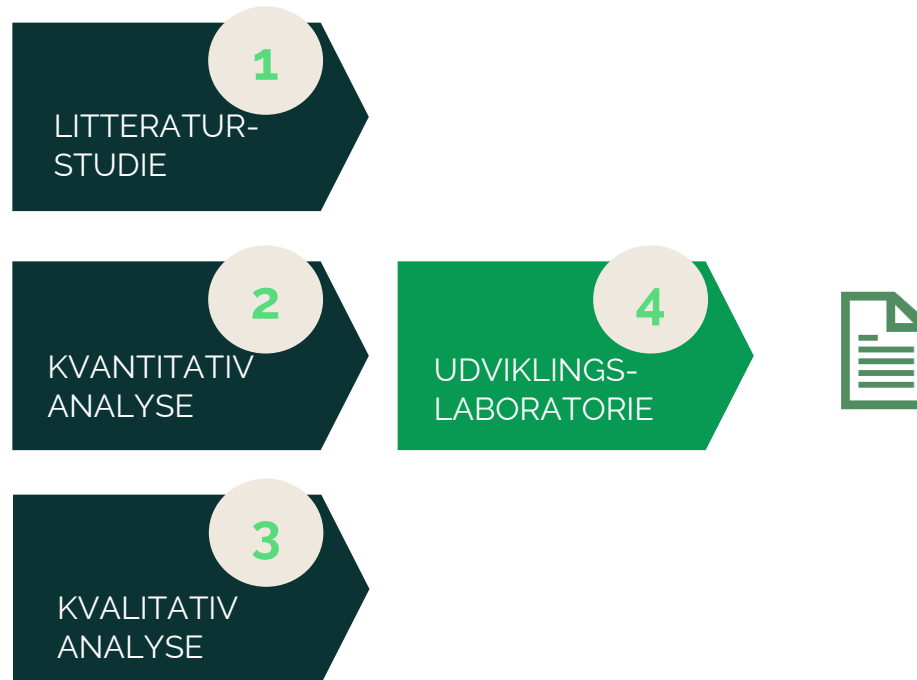 1
LITTERATUR-
STUDIE
2
KVANTITATIV
ANALYSE
4
UDVIKLINGS-
LABORATORIE
3
KVALITATIV
ANALYSE